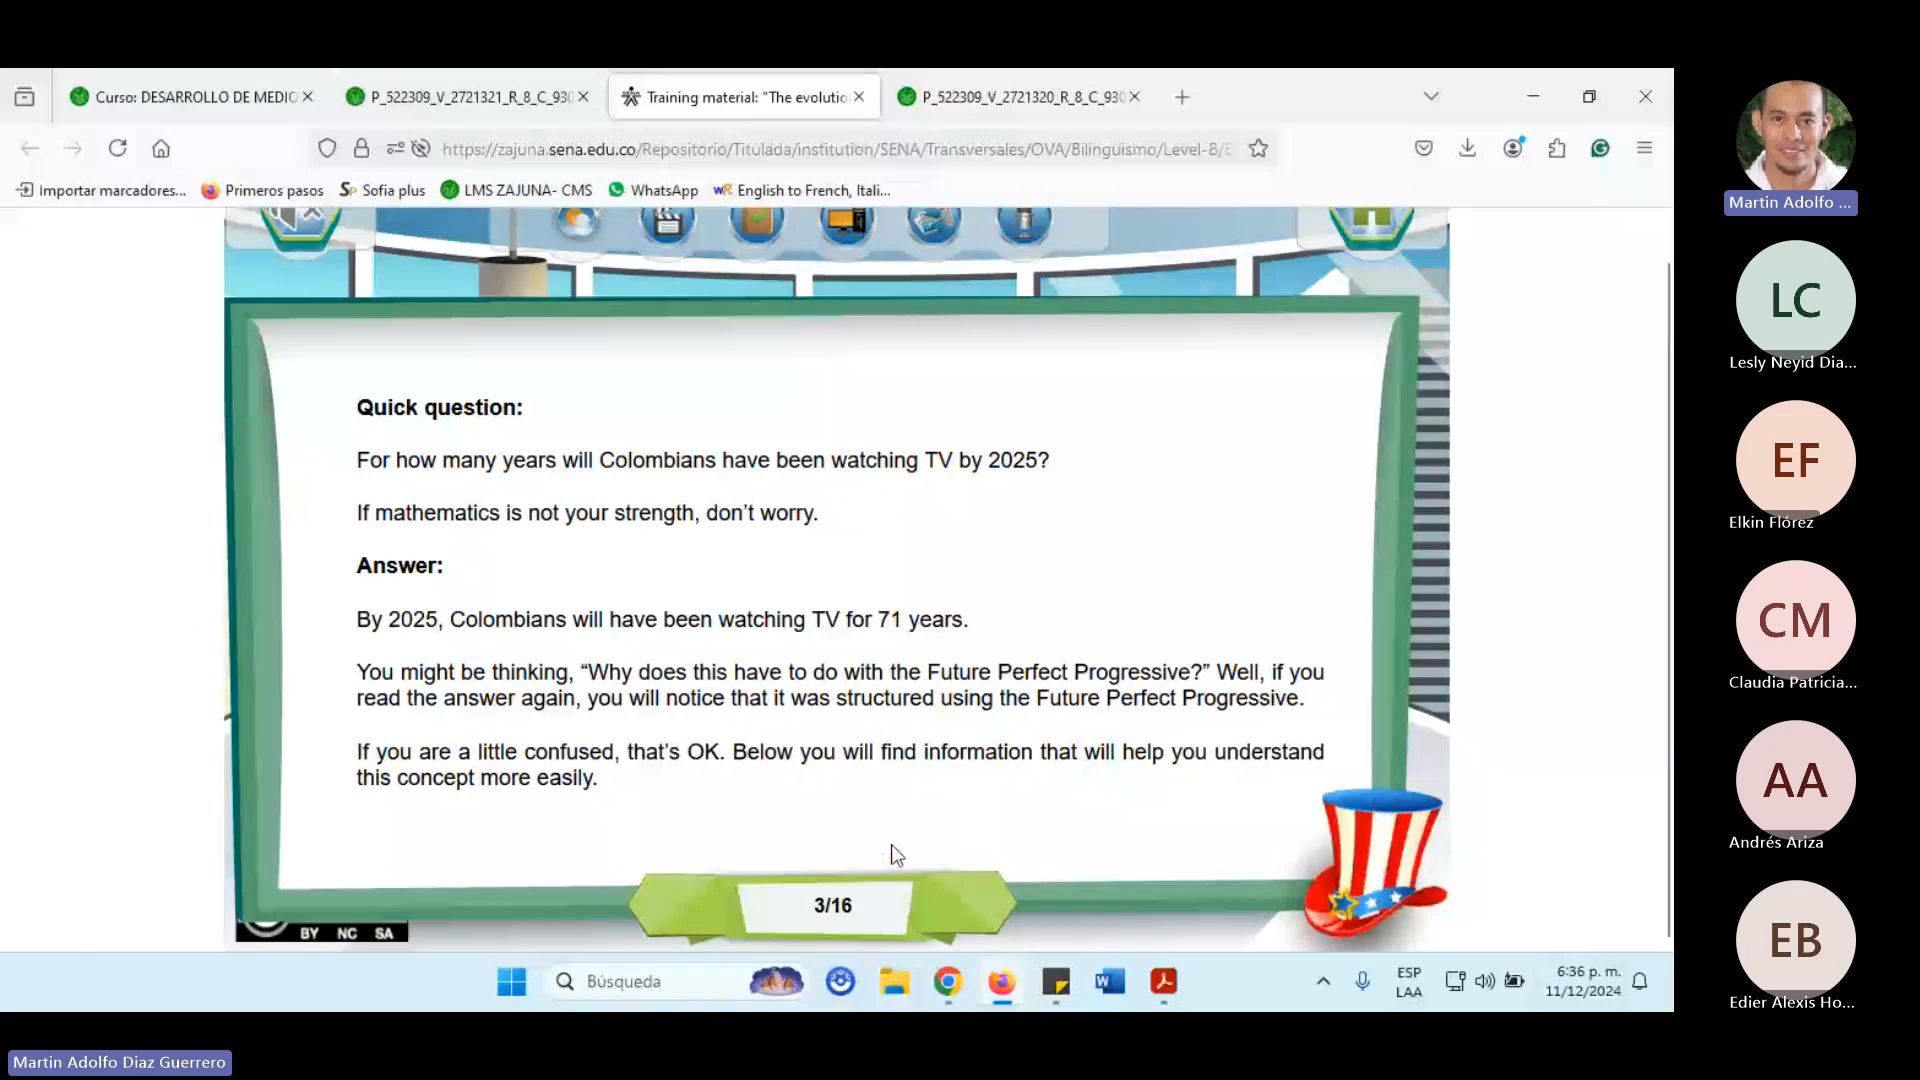 Curso: DESARROLLO DE MEDIO
P_522309_V_2721321_R_8_C_930
Training material: "The evolutio
P_522309_V_2721320_R_8_C_930
https://zajuna.sena.edu.co/Repositorio/Titulada/institution/SENA/Transversales/OVA/Bilinguismo/Level-8/
Importar marcadores...
Primeros pasos
Sofia plus
LMS ZAJUNA- CMS
WhatsApp
English to French, Itali...
Quick question:
For how many years will Colombians have been watching TV by 2025?
If mathematics is not your strength, don’t worry.
Answer:
By 2025, Colombians will have been watching TV for 71 years.
You might be thinking, “Why does this have to do with the Future Perfect Progressive?” Well, if you
read the answer again, you will notice that it was structured using the Future Perfect Progressive.
If you are a little confused, that’s OK. Below you will find information that will help you understand
this concept more easily.
3/16
BY NC SA
Búsqueda
ESP
LAA
6:36 p. m.
11/12/2024
Martin Adolfo ...
LC
Lesly Neyid Dia...
EF
Elkin Flórez
CM
Claudia Patricia...
AA
Andrés Ariza
EB
Edier Alexis Ho...
Martin Adolfo Diaz Guerrero